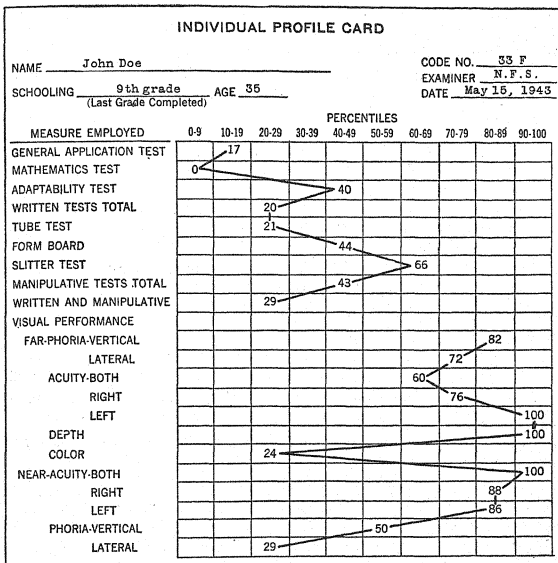 INDIVIDUAL PROFILE CARD
NAME John Doe CODE NO. 33 F
EXAMINER N.F.S.
SCHOOLING 9th grade AGE 35 DATE May 15, 1943
(Last Grade Completed)
PERCENTILES
MEASURE EMPLOYED 0-9 10-19 20-29 30-39 40-49 50-59 60-69 70-79 80-89 90-100
GENERAL APPLICATION TEST 17
MATHEMATICS TEST 0
ADAPTABILITY TEST 40
WRITTEN TESTS TOTAL 20
TUBE TEST 21
FORM BOARD 44
SLITTER TEST 66
MANIPULATIVE TESTS TOTAL 43
WRITTEN AND MANIPULATIVE 29
VISUAL PERFORMANCE
FAR-PHORIA-VERTICAL 82
LATERAL 72
ACUITY-BOTH 60
RIGHT 76
LEFT 100
DEPTH 100
COLOR 24
NEAR-ACUITY-BOTH 100
RIGHT 88
LEFT 86
PHORIA-VERTICAL 50
LATERAL 29